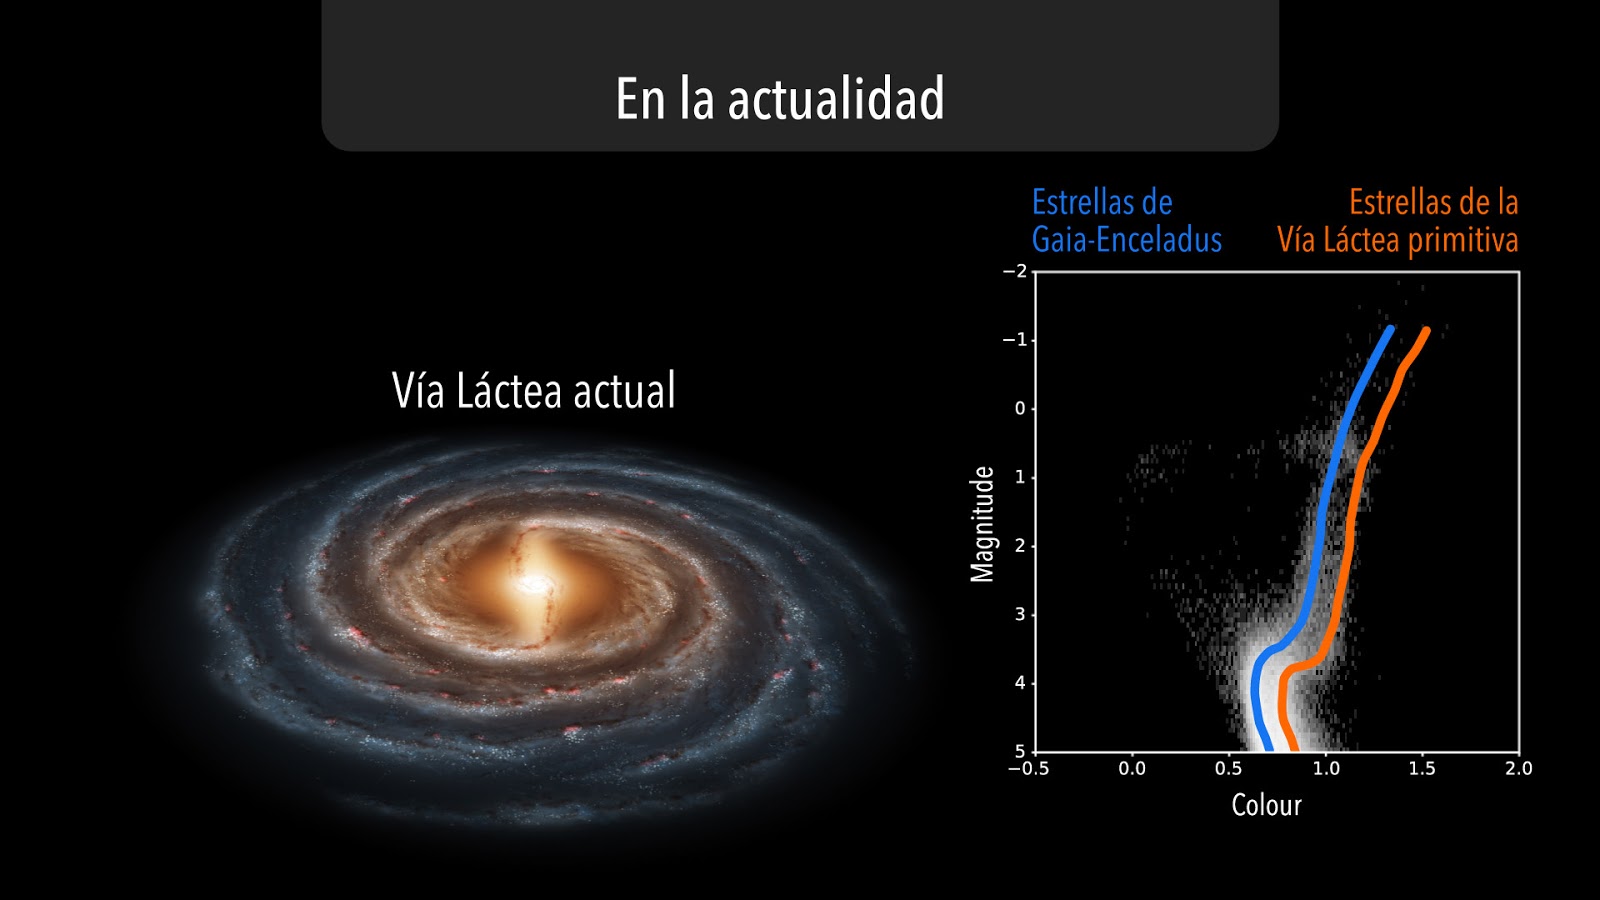 En la actualidad
Estrellas de
Gaia-Enceladus
Estrellas de la
Vía Láctea primitiva
Vía Láctea actual
Magnitude
−2
−1
0
1
2
3
4
5
−0.5 0.0 0.5 1.0 1.5 2.0
Colour